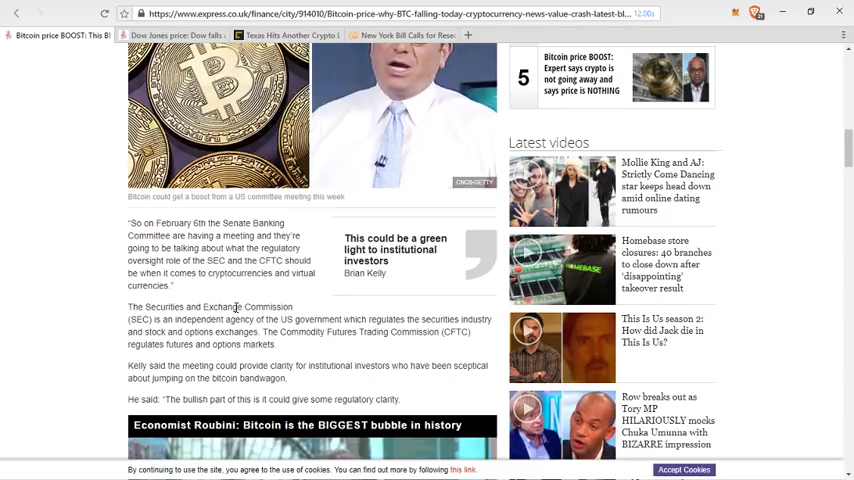 https://www.express.co.uk/finance/city/914010/Bitcoin-price-why-BTC-falling-today-cryptocurrency-news-value-crash-latest-bl...
12.00s
21
Bitcoin price BOOST: This BI
Dow Jones price: Dow falls
Texas Hits Another Crypto L
New York Bill Calls for Rese
CNBC•GETTY
Bitcoin could get a boost from a US committee meeting this week
“So on February 6th the Senate Banking
Committee are having a meeting and they’re
going to be talking about what the regulatory
oversight role of the SEC and the CFTC should
be when it comes to cryptocurrencies and virtual
currencies.”
This could be a green
light to institutional
investors
Brian Kelly
The Securities and Exchange Commission
(SEC) is an independent agency of the US government which regulates the securities industry
and stock and options exchanges. The Commodity Futures Trading Commission (CFTC)
regulates futures and options markets.
Kelly said the meeting could provide clarity for institutional investors who have been sceptical
about jumping on the bitcoin bandwagon.
He said: “The bullish part of this is it could give some regulatory clarity.
Economist Roubini: Bitcoin is the BIGGEST bubble in history
5
Bitcoin price BOOST:
Expert says crypto is
not going away and
says price is NOTHING
Latest videos
Mollie King and AJ:
Strictly Come Dancing
star keeps head down
amid online dating
rumours
HOMEBASE
Homebase store
closures: 40 branches
to close down after
‘disappointing’
takeover result
This Is Us season 2:
How did Jack die in
This Is Us?
Row breaks out as
Tory MP
HILARIOUSLY mocks
Chuka Umunna with
BIZARRE impression
By continuing to use the site, you agree to the use of cookies. You can find out more by following this link.
Accept Cookies